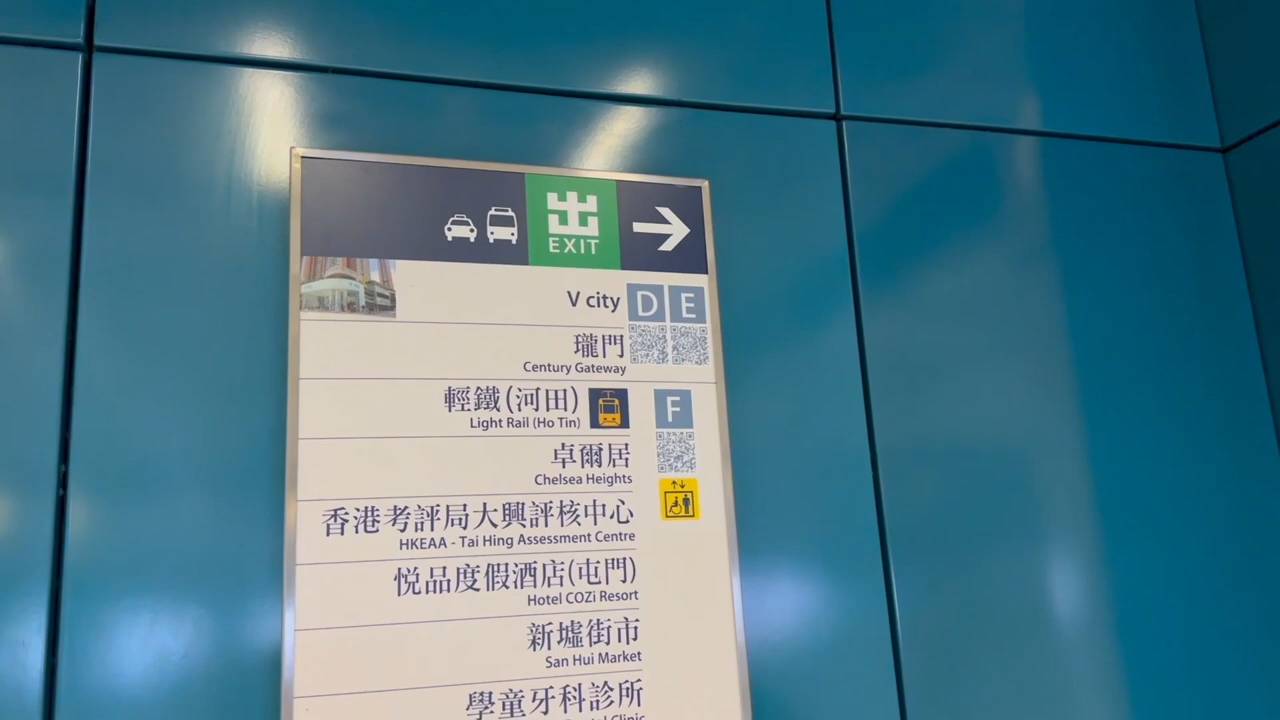 出
EXIT
V city
D E
瓏門
Century Gateway
輕鐵(河田)
Light Rail (Ho Tin)
F
卓爾居
Chelsea Heights
香港考評局大興評核中心
HKEAA - Tai Hing Assessment Centre
悅品度假酒店(屯門)
Hotel COZi Resort
新墟街市
San Hui Market
學童牙科診所
Clinic